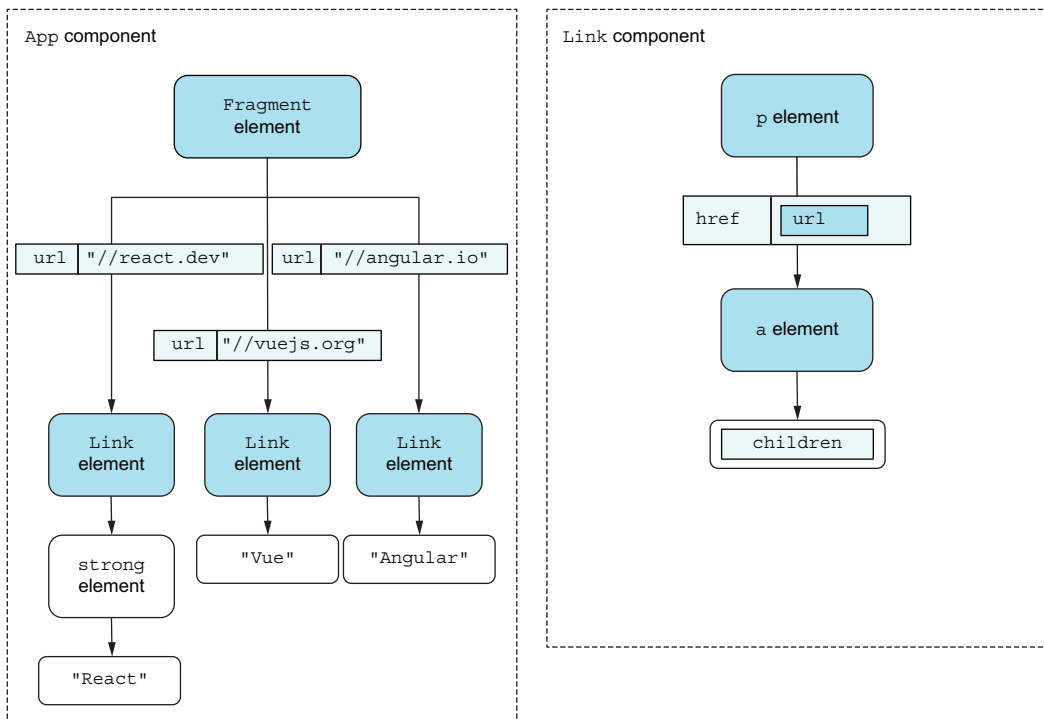 App component
Fragment
element
url "//react.dev"
url "//angular.io"
url "//vuejs.org"
Link
element
Link
element
Link
element
strong
element
"Vue"
"Angular"
"React"
Link component
p element
href url
a element
children